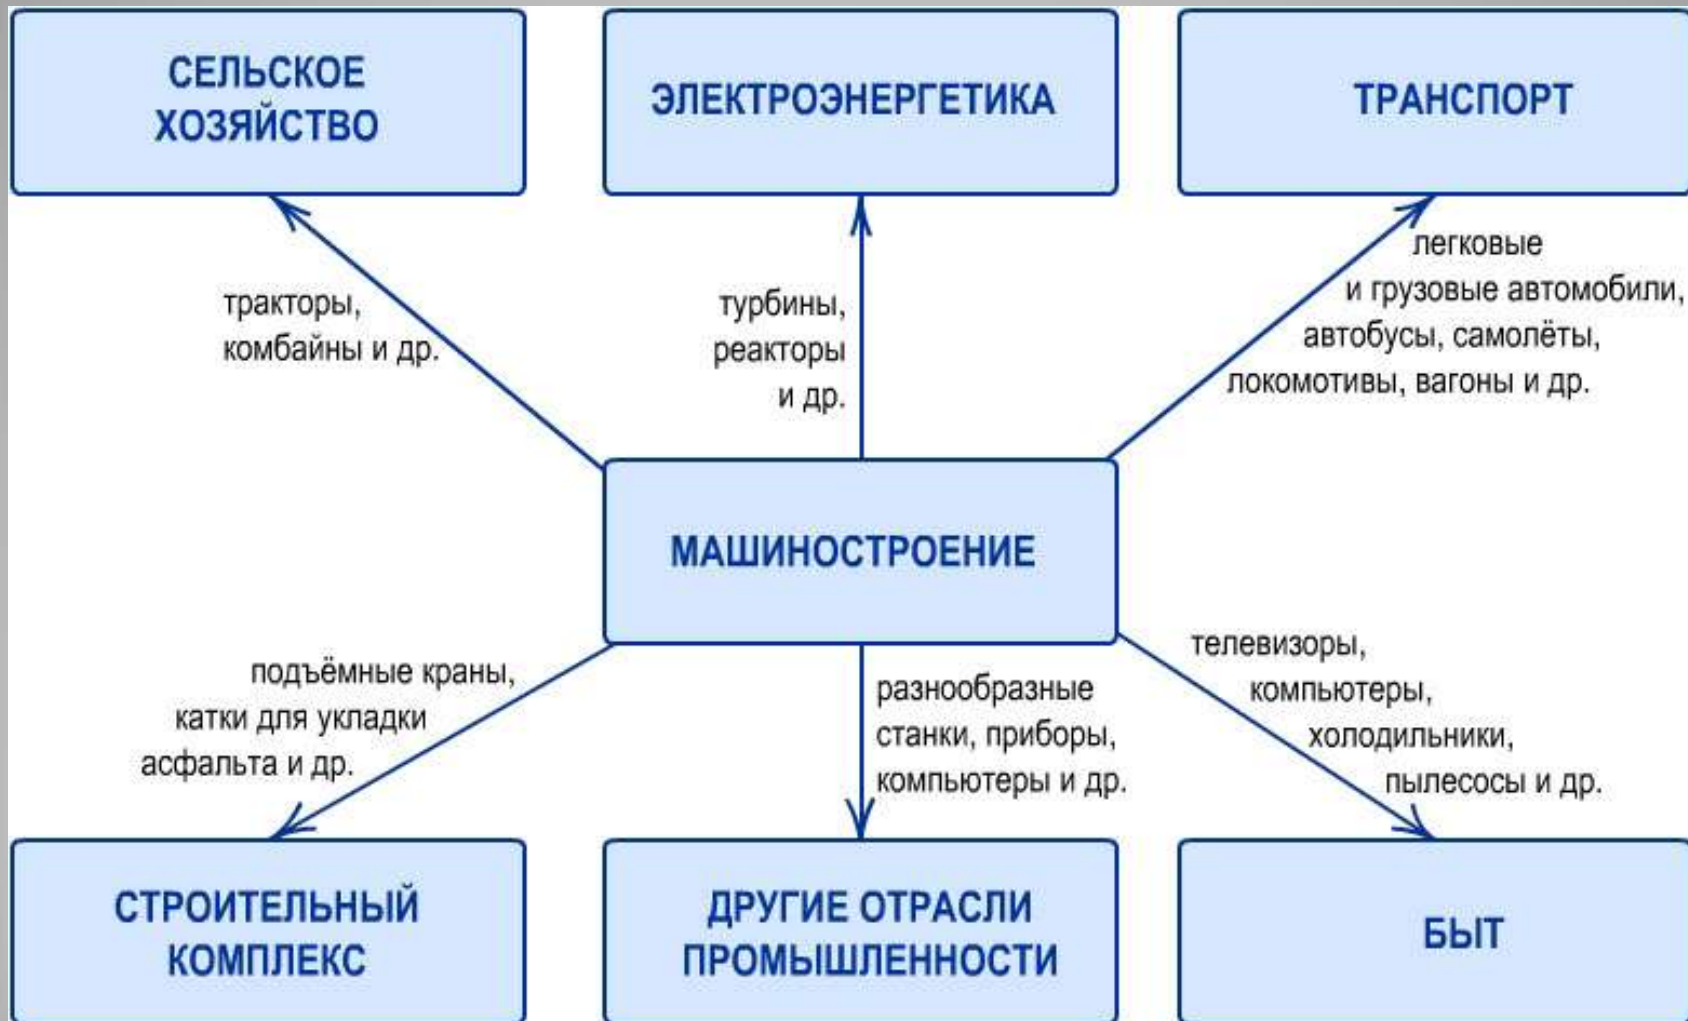 СЕЛЬСКОЕ
ХОЗЯЙСТВО
ЭЛЕКТРОЭНЕРГЕТИКА
ТРАНСПОРТ
тракторы,
комбайны и др.
турбины,
реакторы
и др.
легковые
и грузовые автомобили,
автобусы, самолёты,
локомотивы, вагоны и др.
МАШИНОСТРОЕНИЕ
подъёмные краны,
катки для укладки
асфальта и др.
разнообразные
станки, приборы,
компьютеры и др.
телевизоры,
компьютеры,
холодильники,
пылесосы и др.
СТРОИТЕЛЬНЫЙ
КОМПЛЕКС
ДРУГИЕ ОТРАСЛИ
ПРОМЫШЛЕННОСТИ
БЫТ